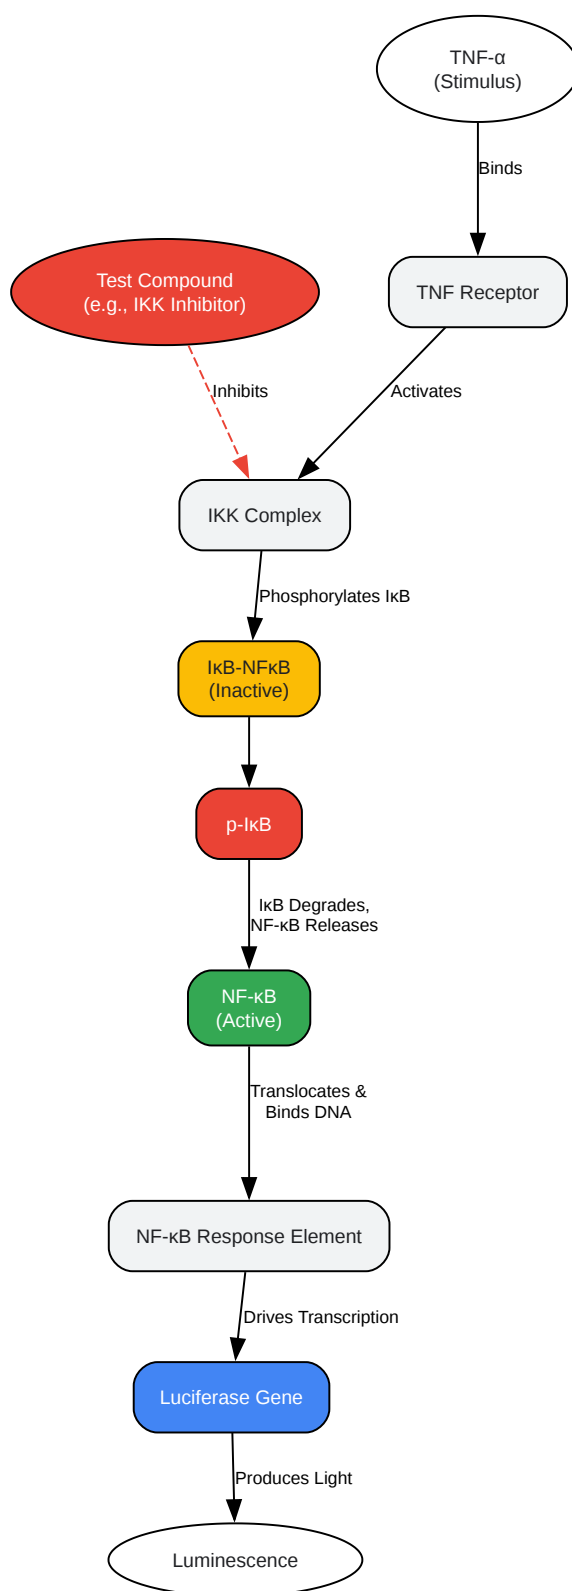 TNF-α
(Stimulus)
Binds
Test Compound
(e.g., IKK Inhibitor)
TNF Receptor
Inhibits
Activates
IKK Complex
Phosphorylates IκB
IκB-NFκB
(Inactive)
p-IκB
IκB Degrades,
NF-κB Releases
NF-κB
(Active)
Translocates &
Binds DNA
NF-κB Response Element
Drives Transcription
Luciferase Gene
Produces Light
Luminescence